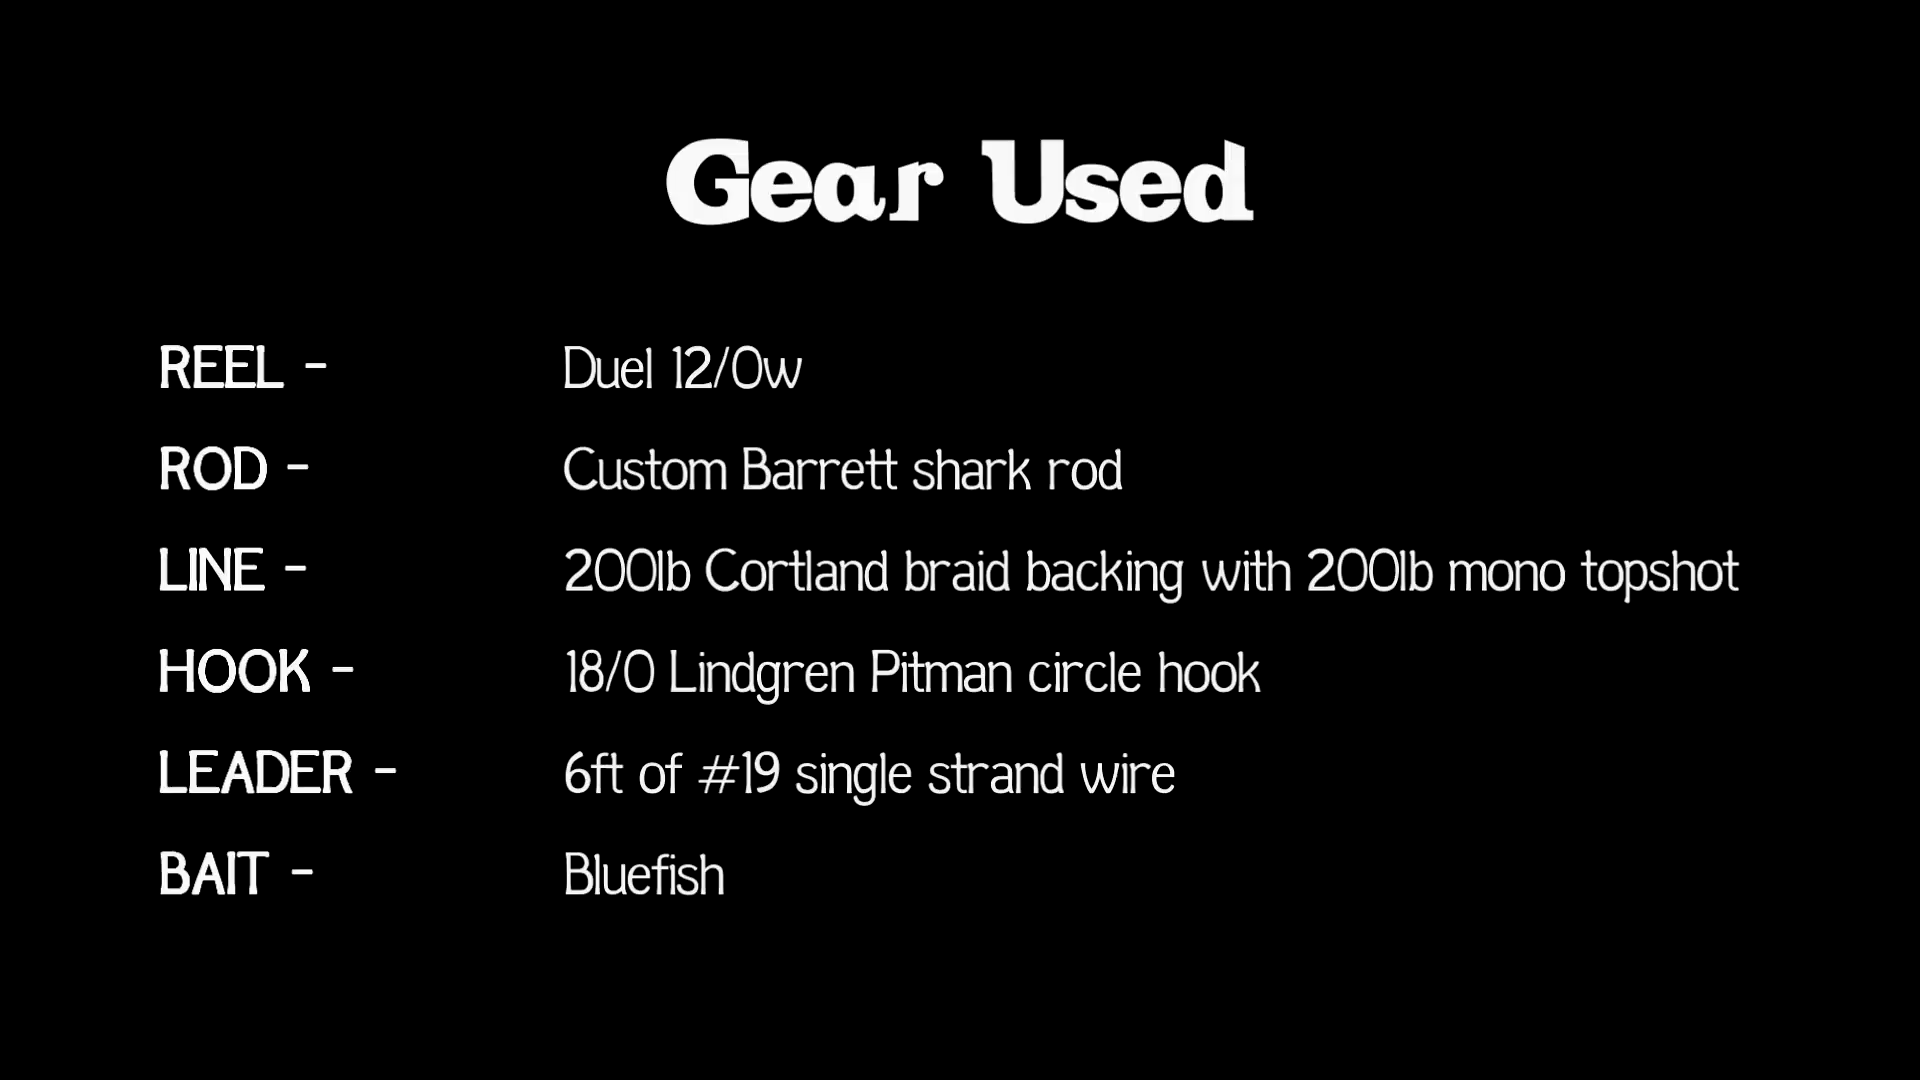 Gear Used
REEL - Duel 12/0w
ROD - Custom Barrett shark rod
LINE - 200lb Cortland braid backing with 200lb mono topshot
HOOK - 18/0 Lindgren Pitman circle hook
LEADER - 6ft of #19 single strand wire
BAIT - Bluefish